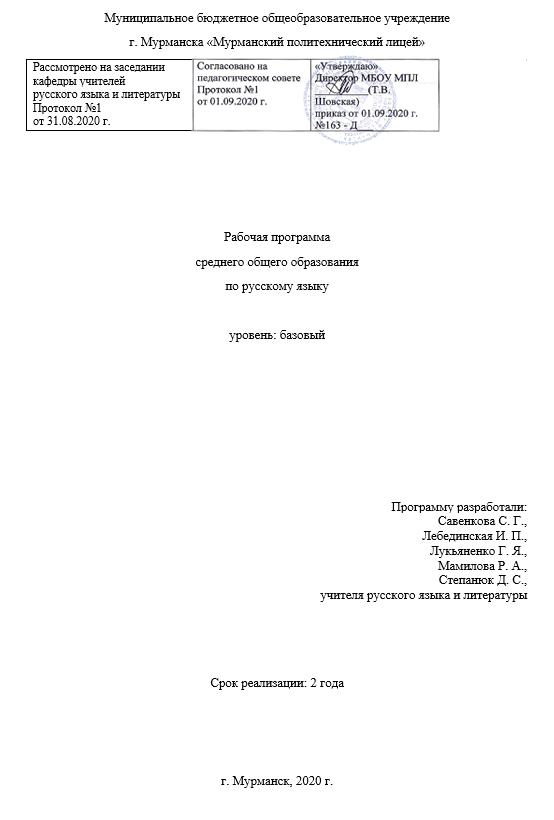 Муниципальное бюджетное общеобразовательное учреждение
г. Мурманска «Мурманский политехнический лицей»
Рассмотрено на заседании
кафедры учителей
русского языка и литературы
Протокол №1
от 31.08.2020 г.
Согласовано на
педагогическом совете
Протокол №1
от 01.09.2020 г.
«Утверждаю»
Директор МБОУ МПЛ
__________(Т.В.
Шовская)
приказ от 01.09.2020 г.
№163 - Д
Рабочая программа
среднего общего образования
по русскому языку
уровень: базовый
Программу разработали:
Савенкова С. Г.,
Лебединская И. П.,
Лукьяненко Г. Я.,
Мамилова Р. А.,
Степанюк Д. С.,
учителя русского языка и литературы
Срок реализации: 2 года
г. Мурманск, 2020 г.